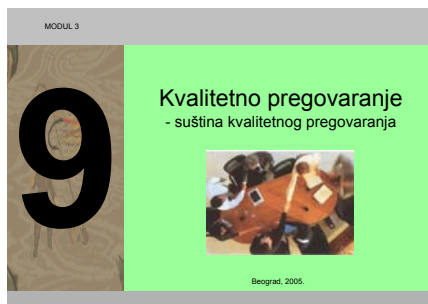 MODUL 3
9
Kvalitetno pregovaranje
- suština kvalitetnog pregovaranja
Beograd, 2005.